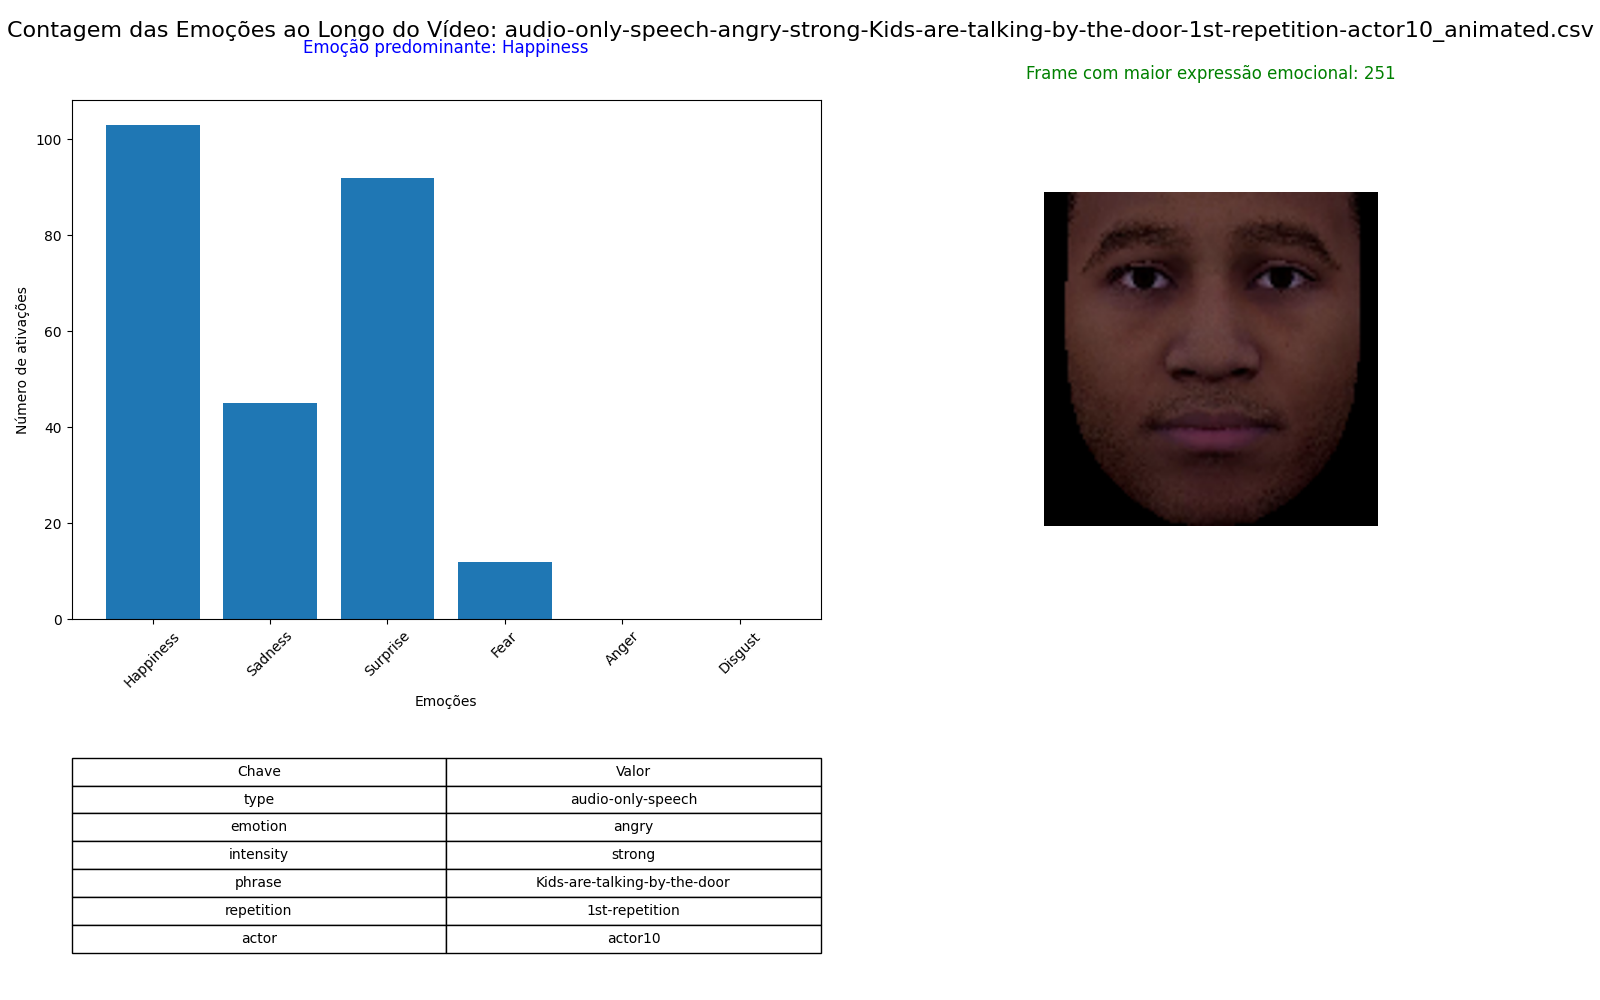 Contagem das Emoções ao Longo do Vídeo: audio-only-speech-angry-strong-Kids-are-talking-by-the-door-1st-repetition-actor10_animated.csv
Emoção predominante: Happiness
Frame com maior expressão emocional: 251
100
80
60
40
20
0
Número de ativações
Happiness
Sadness
Surprise
Fear
Anger
Disgust
Emoções
Chave Valor
type audio-only-speech
emotion angry
intensity strong
phrase Kids-are-talking-by-the-door
repetition 1st-repetition
actor actor10